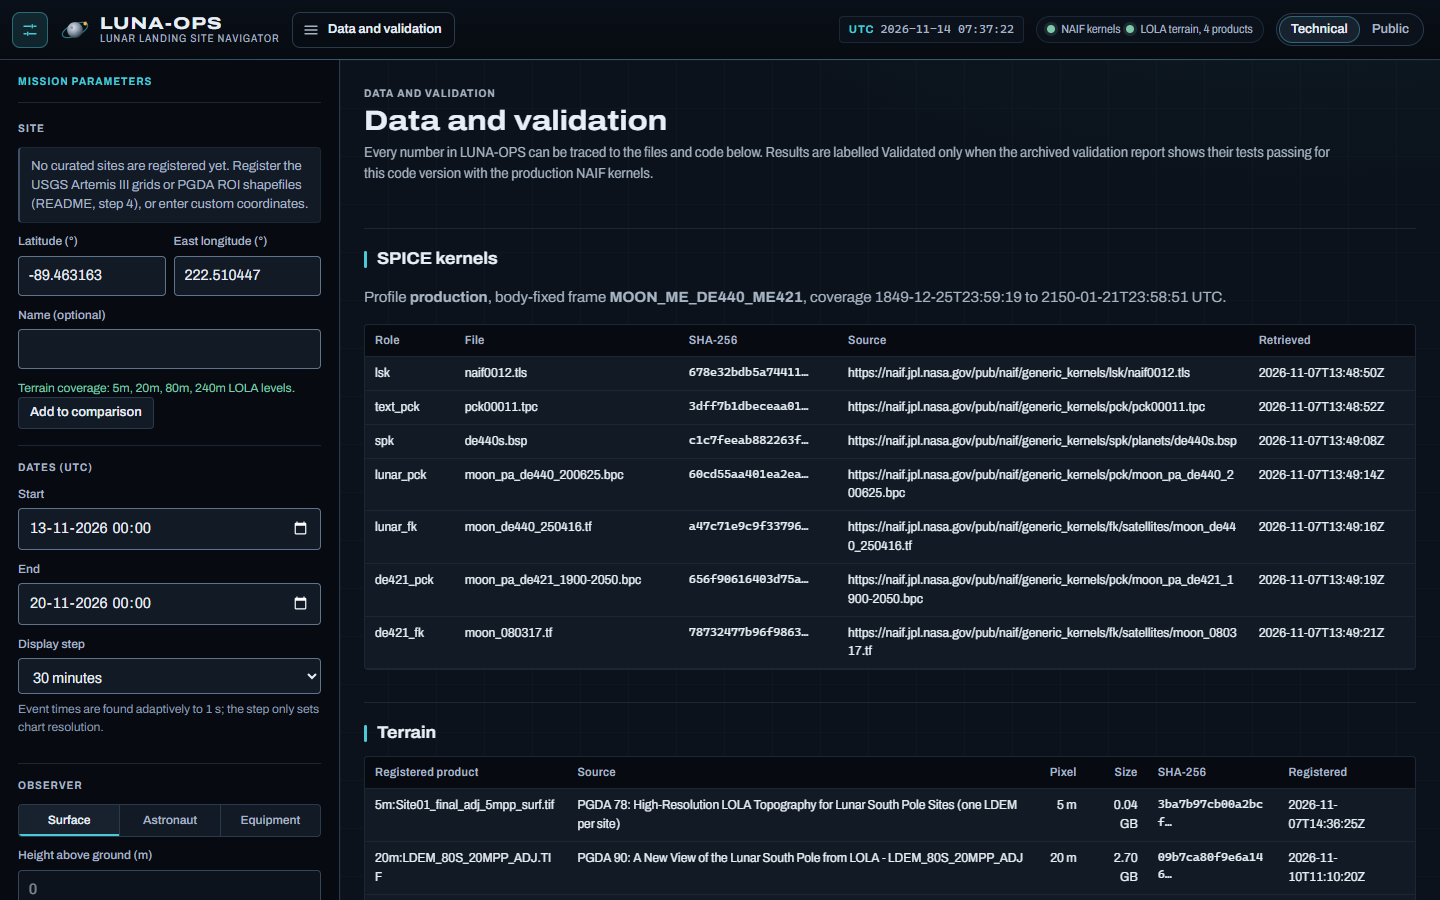 LUNA-OPS
LUNAR LANDING SITE NAVIGATOR
Data and validation
UTC 2026-11-14 07:37:22
NAIF kernels
LOLA terrain, 4 products
Technical
Public
MISSION PARAMETERS
SITE
No curated sites are registered yet. Register the
USGS Artemis III grids or PGDA ROI shapefiles
(README, step 4), or enter custom coordinates.
Latitude (°)
East longitude (°)
-89.463163
222.510447
Name (optional)
Terrain coverage: 5m, 20m, 80m, 240m LOLA levels.
Add to comparison
DATES (UTC)
Start
13-11-2026 00:00
End
20-11-2026 00:00
Display step
30 minutes
Event times are found adaptively to 1 s; the step only sets
chart resolution.
OBSERVER
Surface
Astronaut
Equipment
Height above ground (m)
0
DATA AND VALIDATION
Data and validation
Every number in LUNA-OPS can be traced to the files and code below. Results are labelled Validated only when the archived validation report shows their tests passing for
this code version with the production NAIF kernels.
SPICE kernels
Profile production, body-fixed frame MOON_ME_DE440_ME421, coverage 1849-12-25T23:59:19 to 2150-01-21T23:58:51 UTC.
Role File SHA-256 Source Retrieved
lsk naif0012.tls 678e32bdb5a74411… https://naif.jpl.nasa.gov/pub/naif/generic_kernels/lsk/naif0012.tls 2026-11-07T13:48:50Z
text_pck pck00011.tpc 3dff7b1dbeceaa01… https://naif.jpl.nasa.gov/pub/naif/generic_kernels/pck/pck00011.tpc 2026-11-07T13:48:52Z
spk de440s.bsp c1c7feeab882263f… https://naif.jpl.nasa.gov/pub/naif/generic_kernels/spk/planets/de440s.bsp 2026-11-07T13:49:08Z
lunar_pck moon_pa_de440_200625.bpc 60cd55aa401ea2ea… https://naif.jpl.nasa.gov/pub/naif/generic_kernels/pck/moon_pa_de440_2 2026-11-07T13:49:14Z
00625.bpc
lunar_fk moon_de440_250416.tf a47c71e9c9f33796… https://naif.jpl.nasa.gov/pub/naif/generic_kernels/fk/satellites/moon_de44 2026-11-07T13:49:16Z
0_250416.tf
de421_pck moon_pa_de421_1900-2050.bpc 656f90616403d75a… https://naif.jpl.nasa.gov/pub/naif/generic_kernels/pck/moon_pa_de421_1 2026-11-07T13:49:19Z
900-2050.bpc
de421_fk moon_080317.tf 78732477b96f9863… https://naif.jpl.nasa.gov/pub/naif/generic_kernels/fk/satellites/moon_0803 2026-11-07T13:49:21Z
17.tf
Terrain
Registered product Source Pixel Size SHA-256 Registered
5m:Site01_final_adj_5mpp_surf.tif PGDA 78: High-Resolution LOLA Topography for Lunar South Pole Sites (one LDEM 5 m 0.04 3ba7b97cb00a2bc 2026-11-
per site) GB f… 07T14:36:25Z
20m:LDEM_80S_20MPP_ADJ.TI PGDA 90: A New View of the Lunar South Pole from LOLA - LDEM_80S_20MPP_ADJ 20 m 2.70 09b7ca80f9e6a14 2026-11-
F GB 6… 10T11:10:20Z